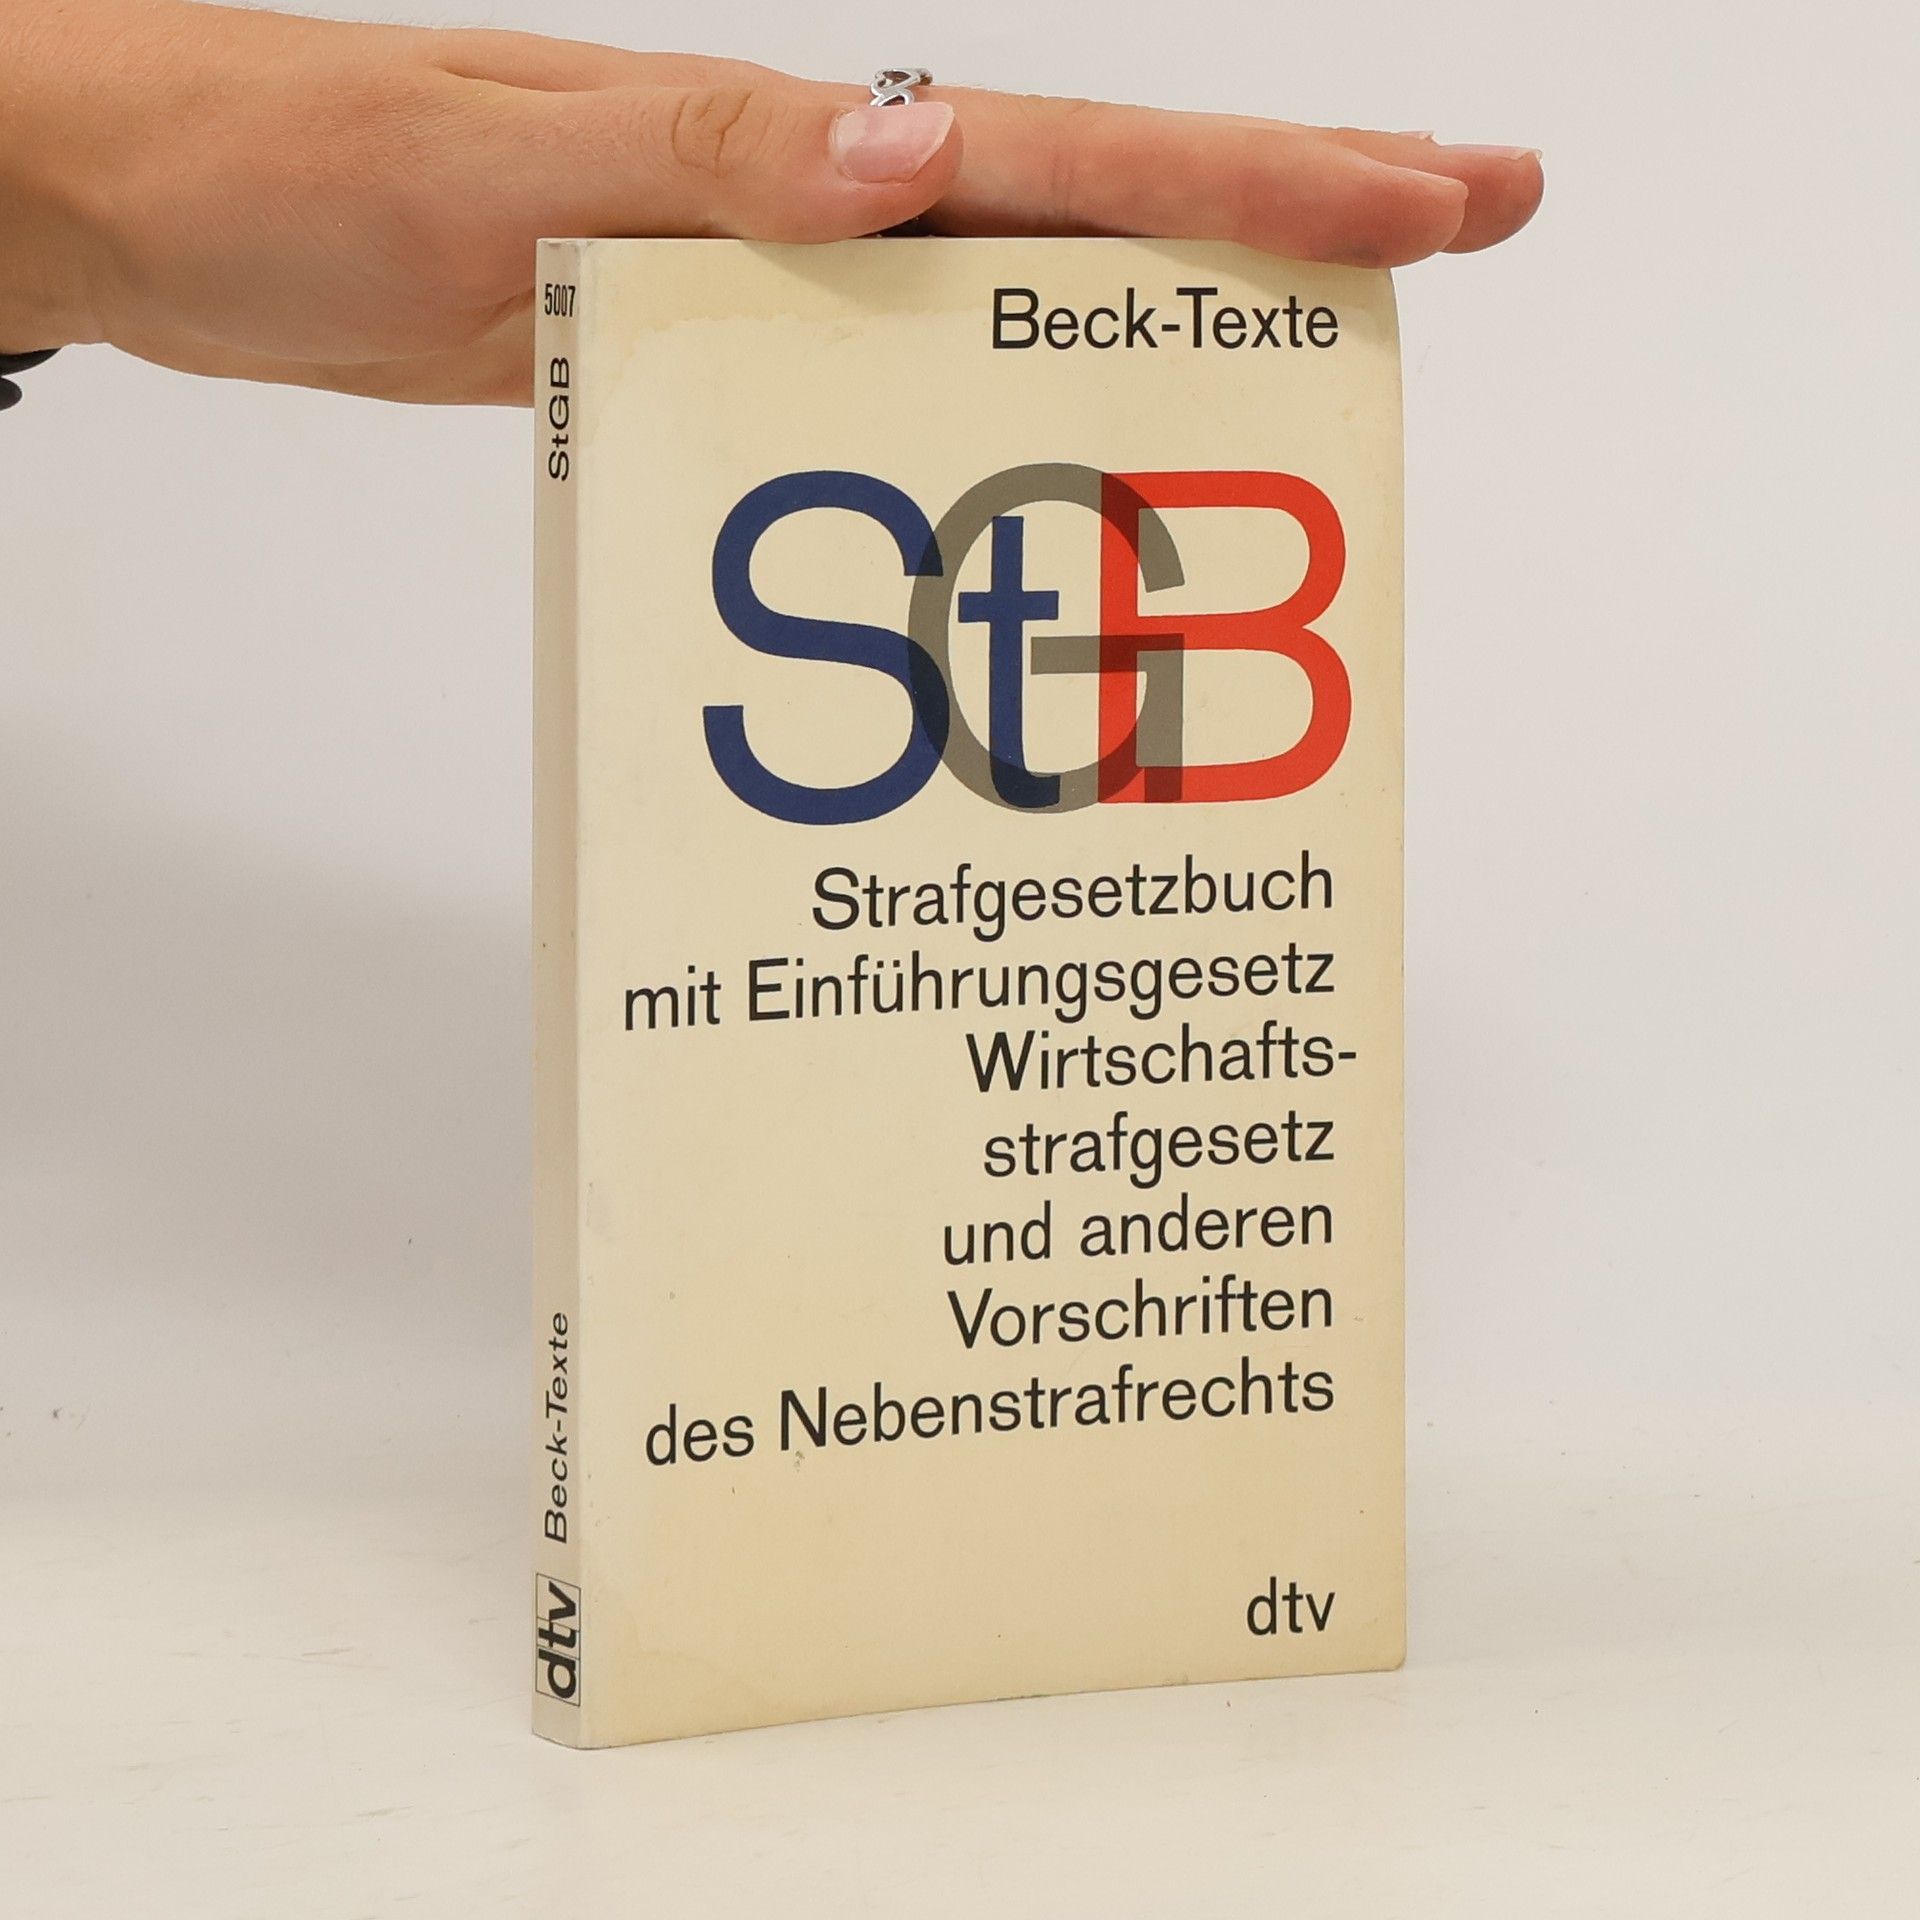 5007
StGB
Beck-Texte
dtv
Beck-Texte
StGB
Strafgesetzbuch
mit Einführungsgesetz
Wirtschafts-
strafgesetz
und anderen
Vorschriften
des Nebenstrafrechts
dtv